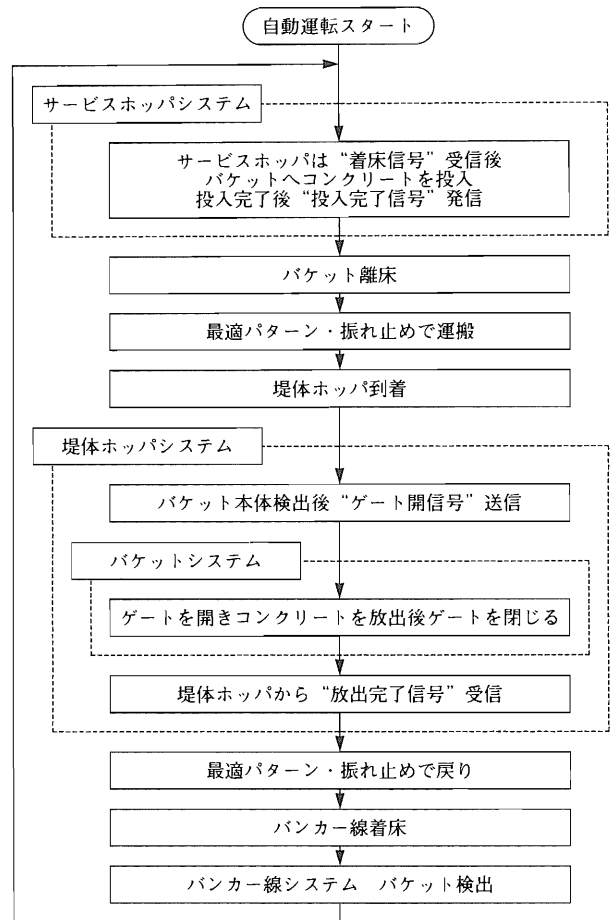 自動運転スタート
サービスホッパシステム
サービスホッパは“着床信号”受信後
バケットへコンクリートを投入
投入完了後“投入完了信号”発信
バケット離床
最適パターン・振れ止めで運搬
堤体ホッパ到着
堤体ホッパシステム
バケット本体検出後“ゲート開信号”送信
バケットシステム
ゲートを開きコンクリートを放出後ゲートを閉じる
堤体ホッパから“放出完了信号”受信
最適パターン・振れ止めで戻り
バンカー線着床
バンカー線システム　バケット検出